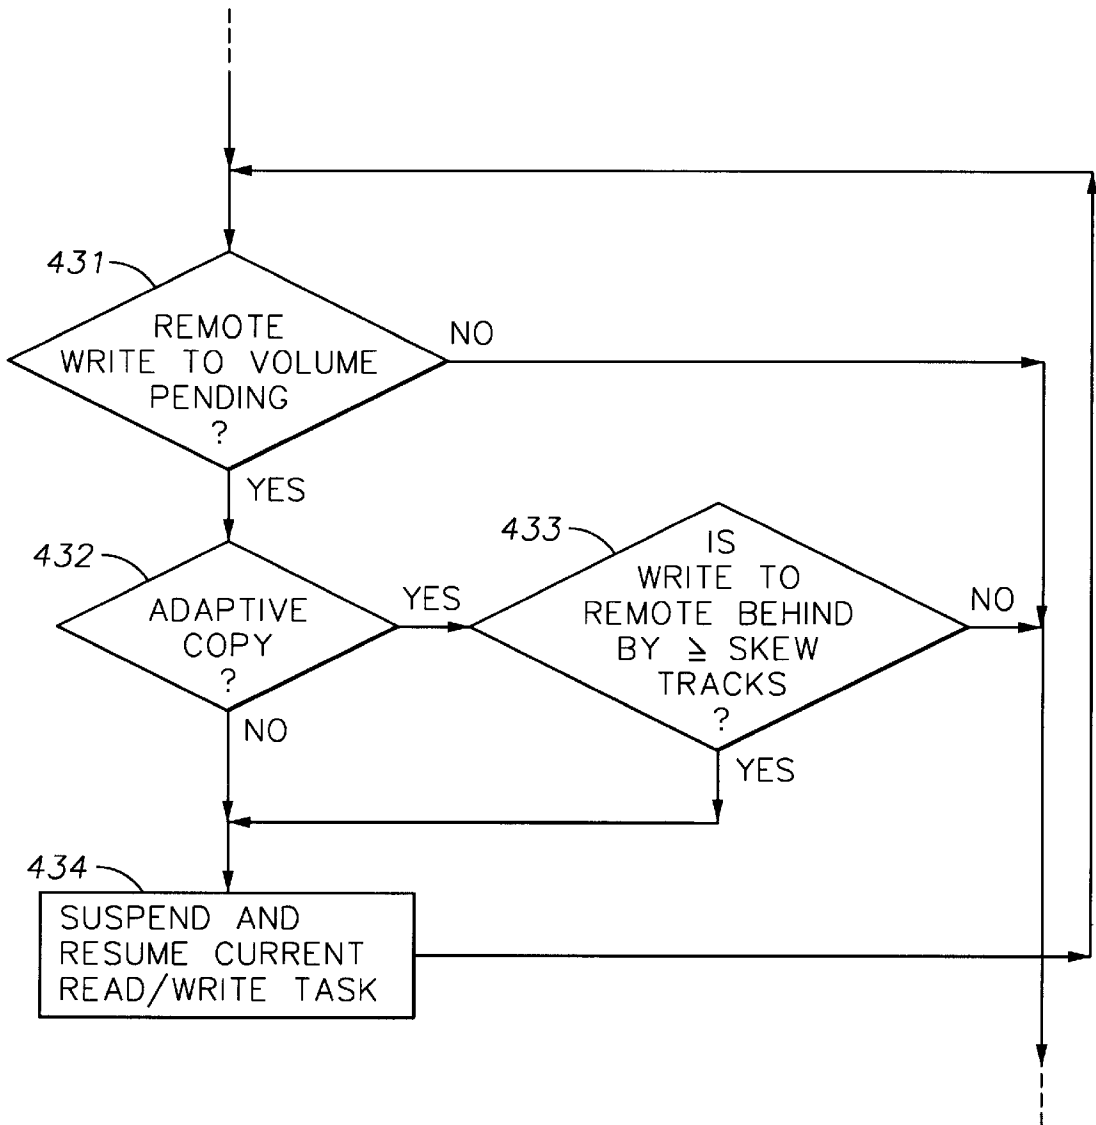 431
REMOTE
WRITE TO VOLUME
PENDING
?
NO
YES
432
ADAPTIVE
COPY
?
YES
NO
433
IS
WRITE TO
REMOTE BEHIND
BY ≧ SKEW
TRACKS
?
NO
YES
434
SUSPEND AND
RESUME CURRENT
READ/WRITE TASK